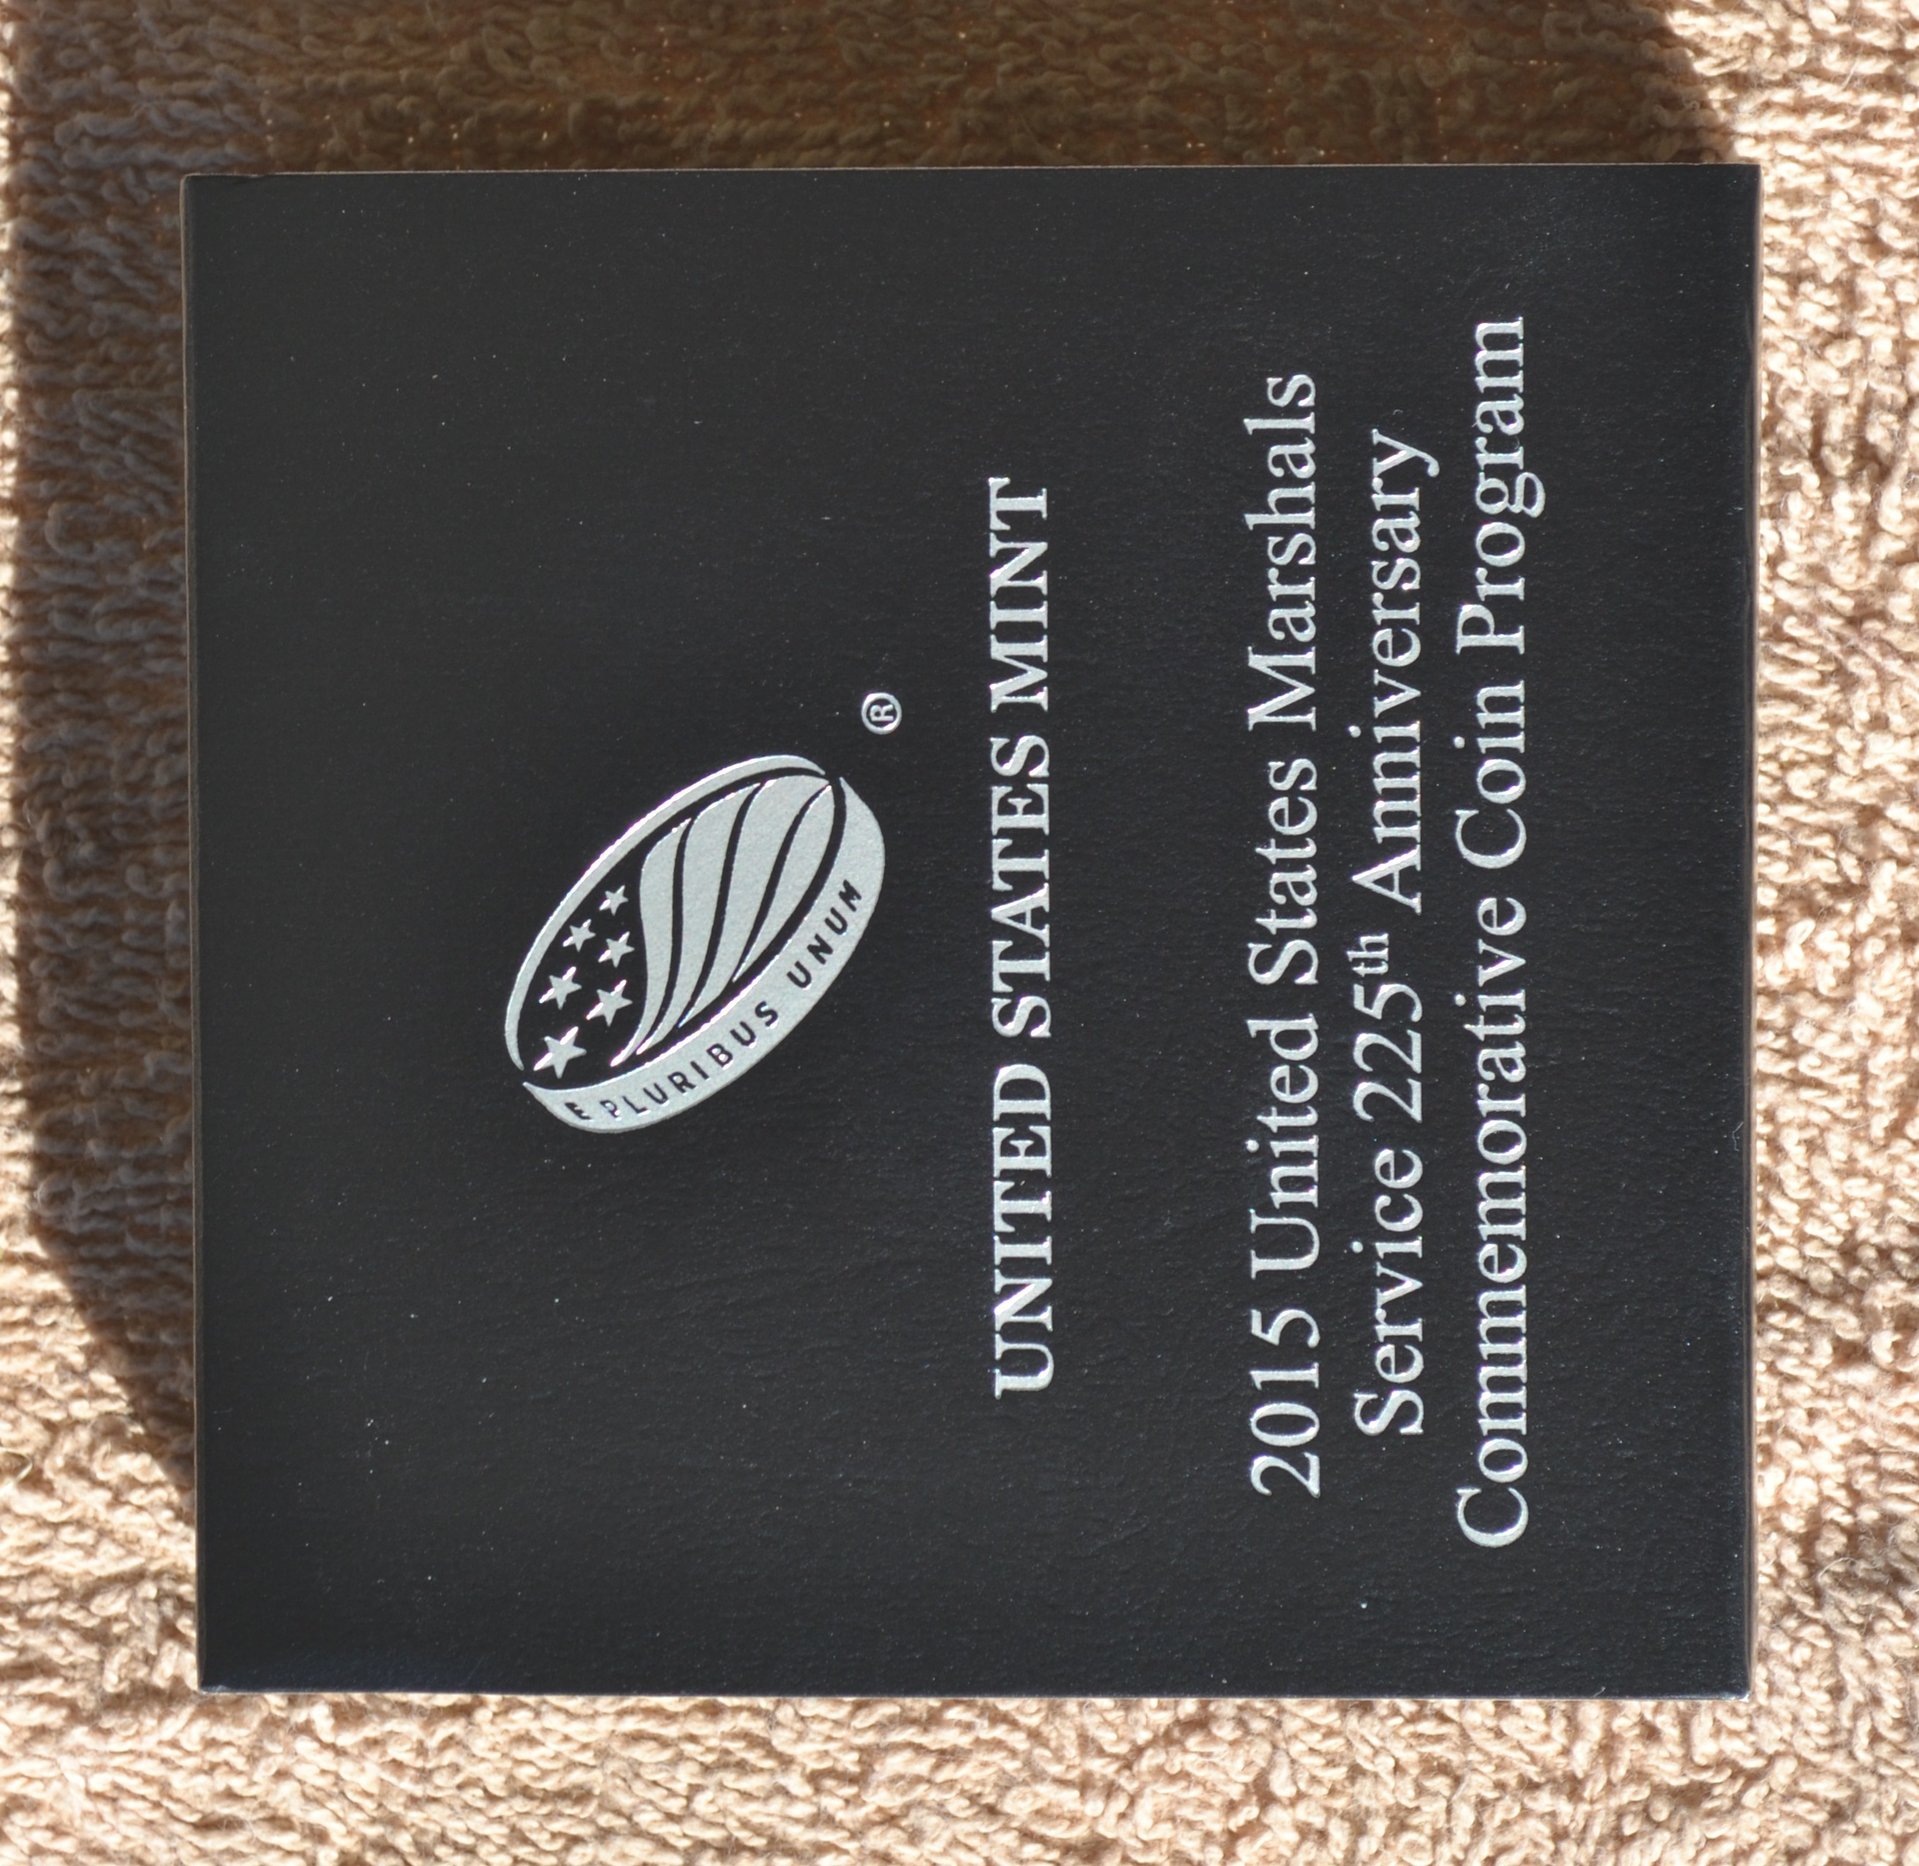 E PLURIBUS UNUM
®
UNITED STATES MINT
2015 United States Marshals
Service 225th Anniversary
Commemorative Coin Program